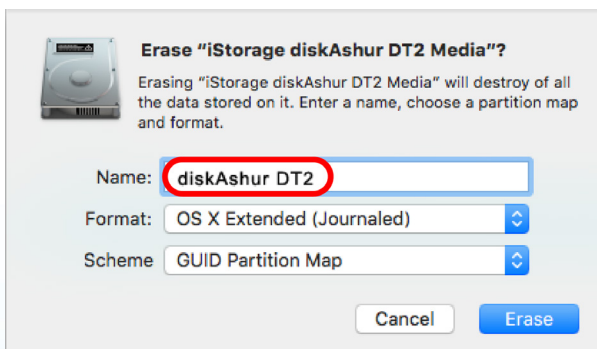 Erase “iStorage diskAshur DT2 Media”?
Erasing “iStorage diskAshur DT2 Media” will destroy of all
the data stored on it. Enter a name, choose a partition map
and format.
Name: diskAshur DT2
Format: OS X Extended (Journaled)
Scheme GUID Partition Map
Cancel Erase